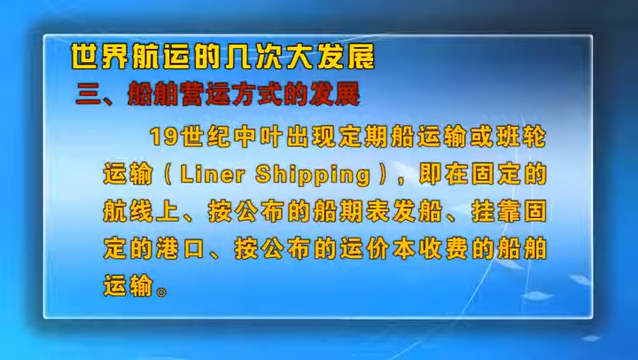 世界航运的几次大发展
三、船舶营运方式的发展
19世纪中叶出现定期船运输或班轮
运输（Liner Shipping），即在固定的
航线上、按公布的船期表发船、挂靠固
定的港口、按公布的运价本收费的船舶
运输。